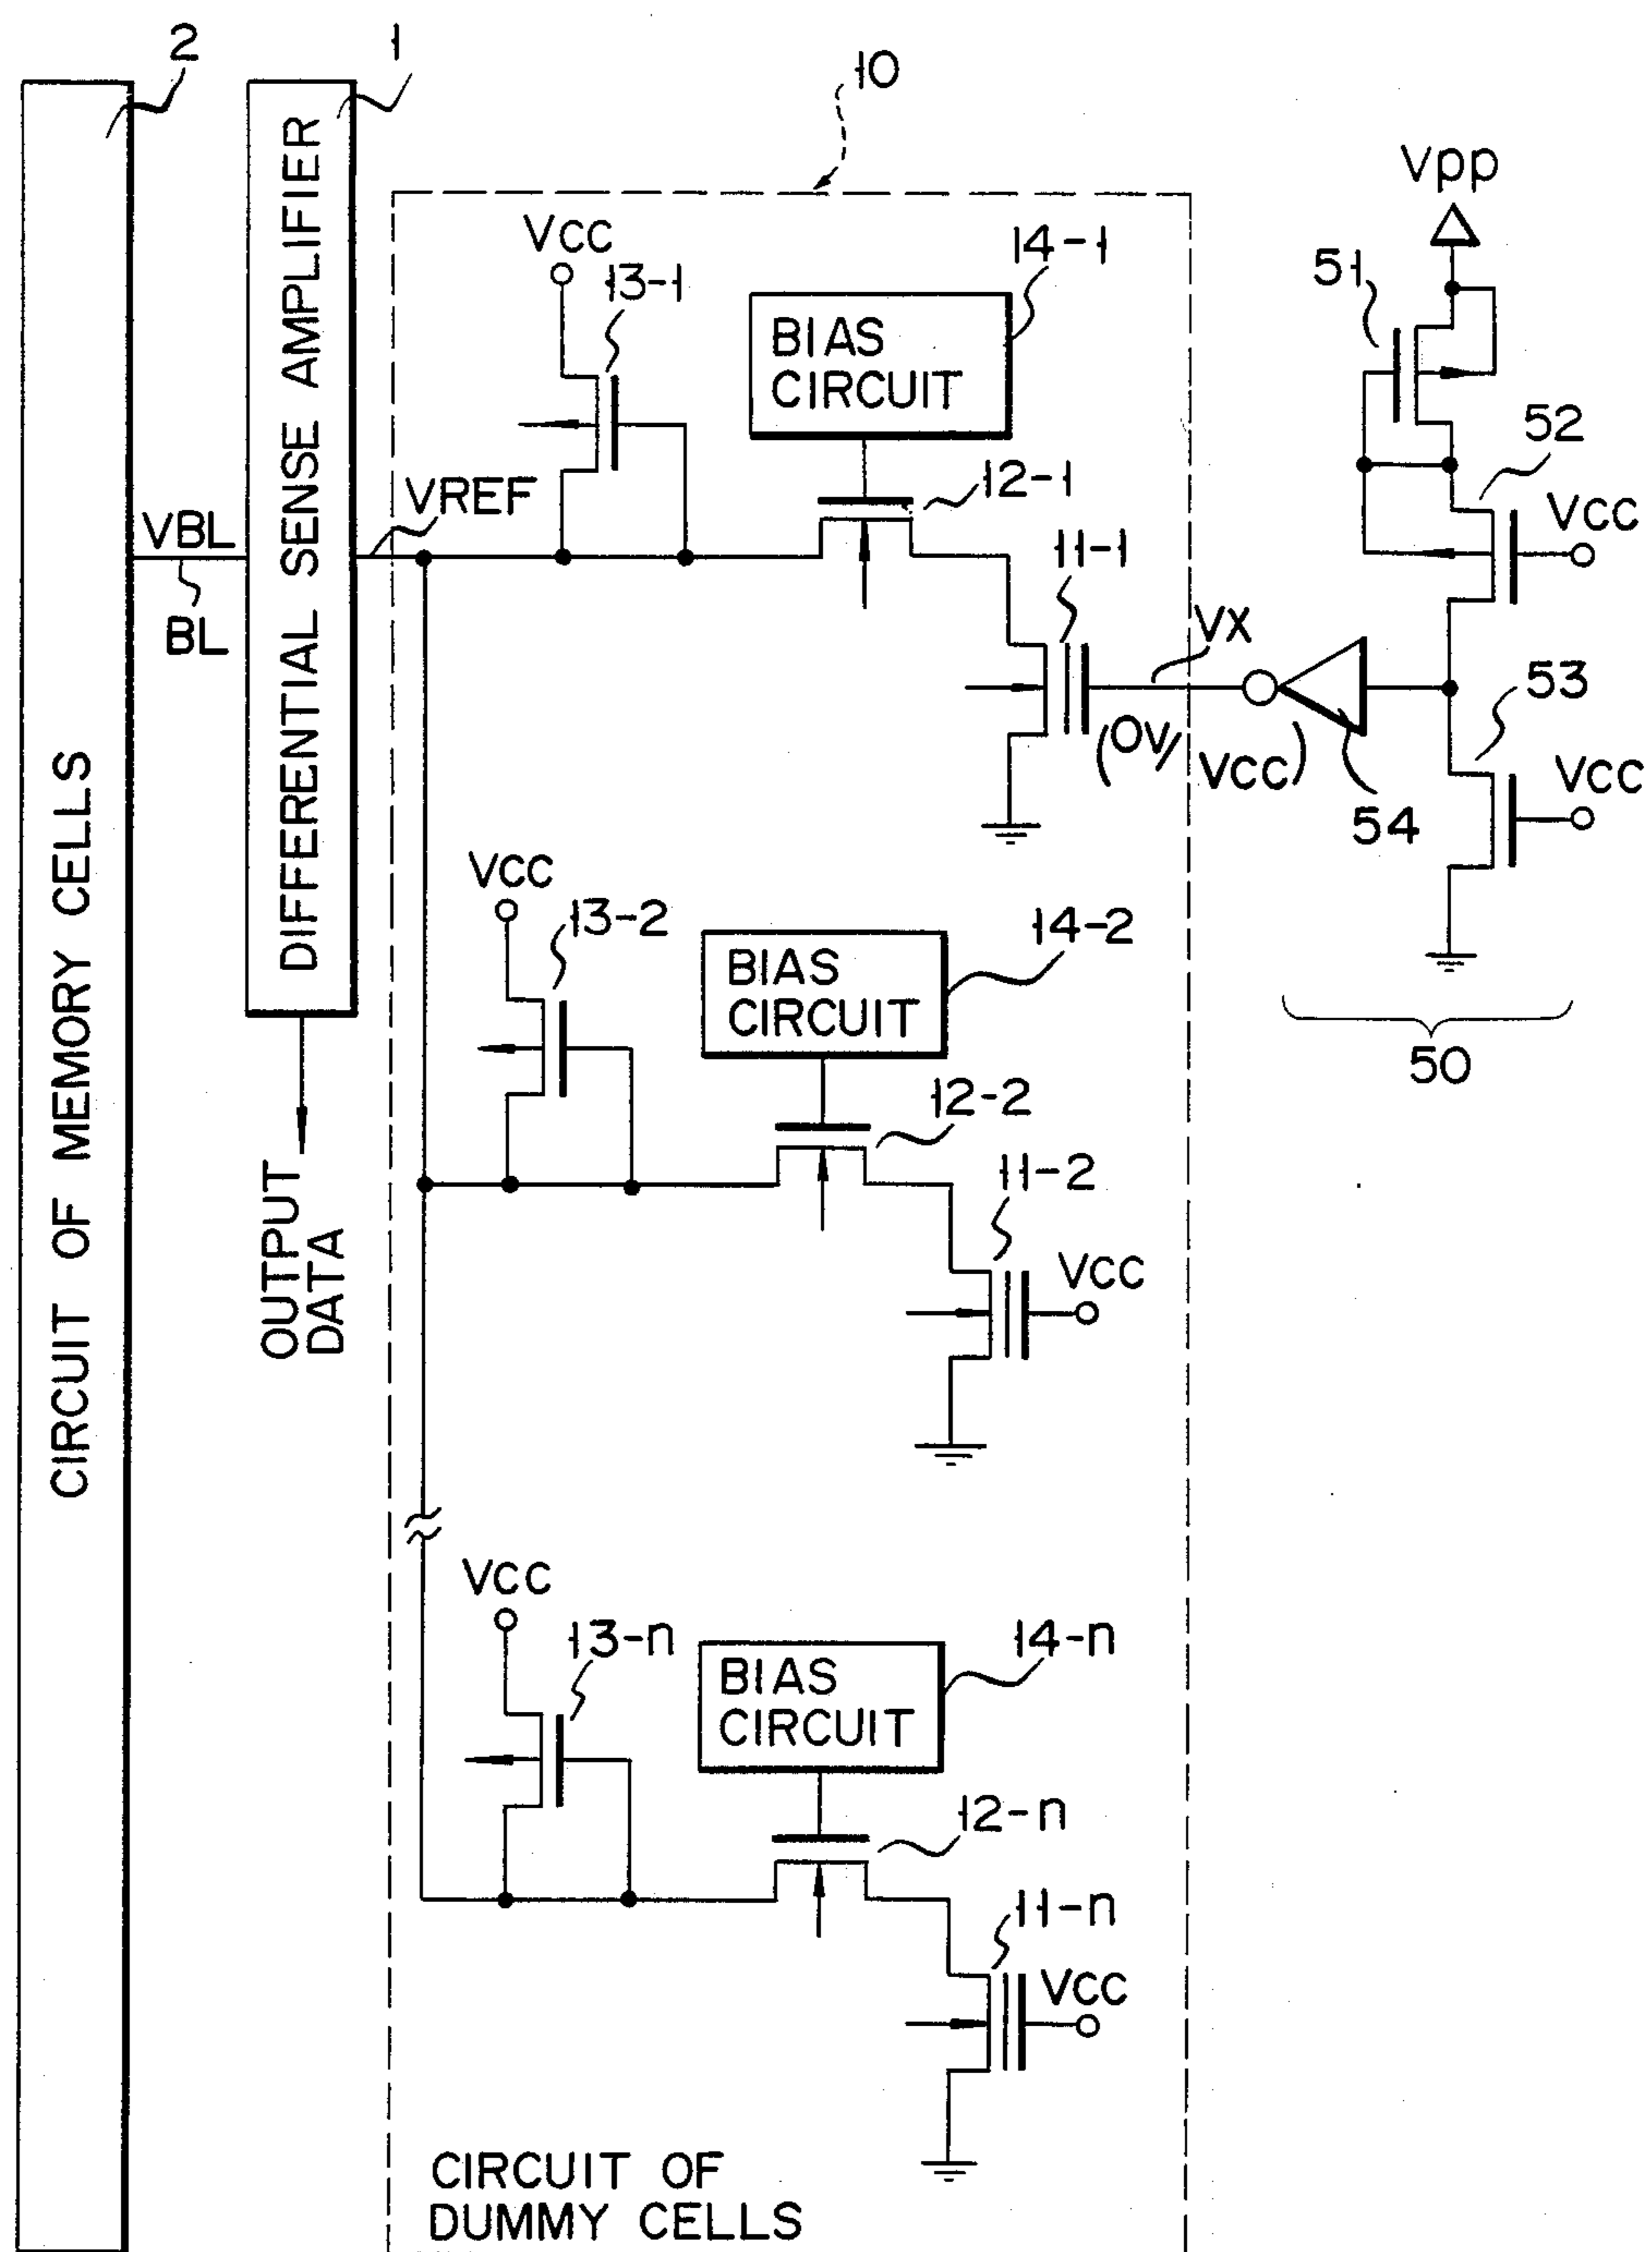 2
1
10
Vpp
VCC
13-1
14-1
51
BIAS
CIRCUIT
52
VCC
12-1
VREF
VBL
BL
11-1
VX
(0V/
VCC)
53
VCC
54
DIFFERENTIAL SENSE AMPLIFIER
CIRCUIT OF MEMORY CELLS
VCC
13-2
14-2
BIAS
CIRCUIT
50
12-2
11-2
VCC
OUTPUT
DATA
VCC
13-n
14-n
BIAS
CIRCUIT
12-n
11-n
VCC
CIRCUIT OF
DUMMY CELLS